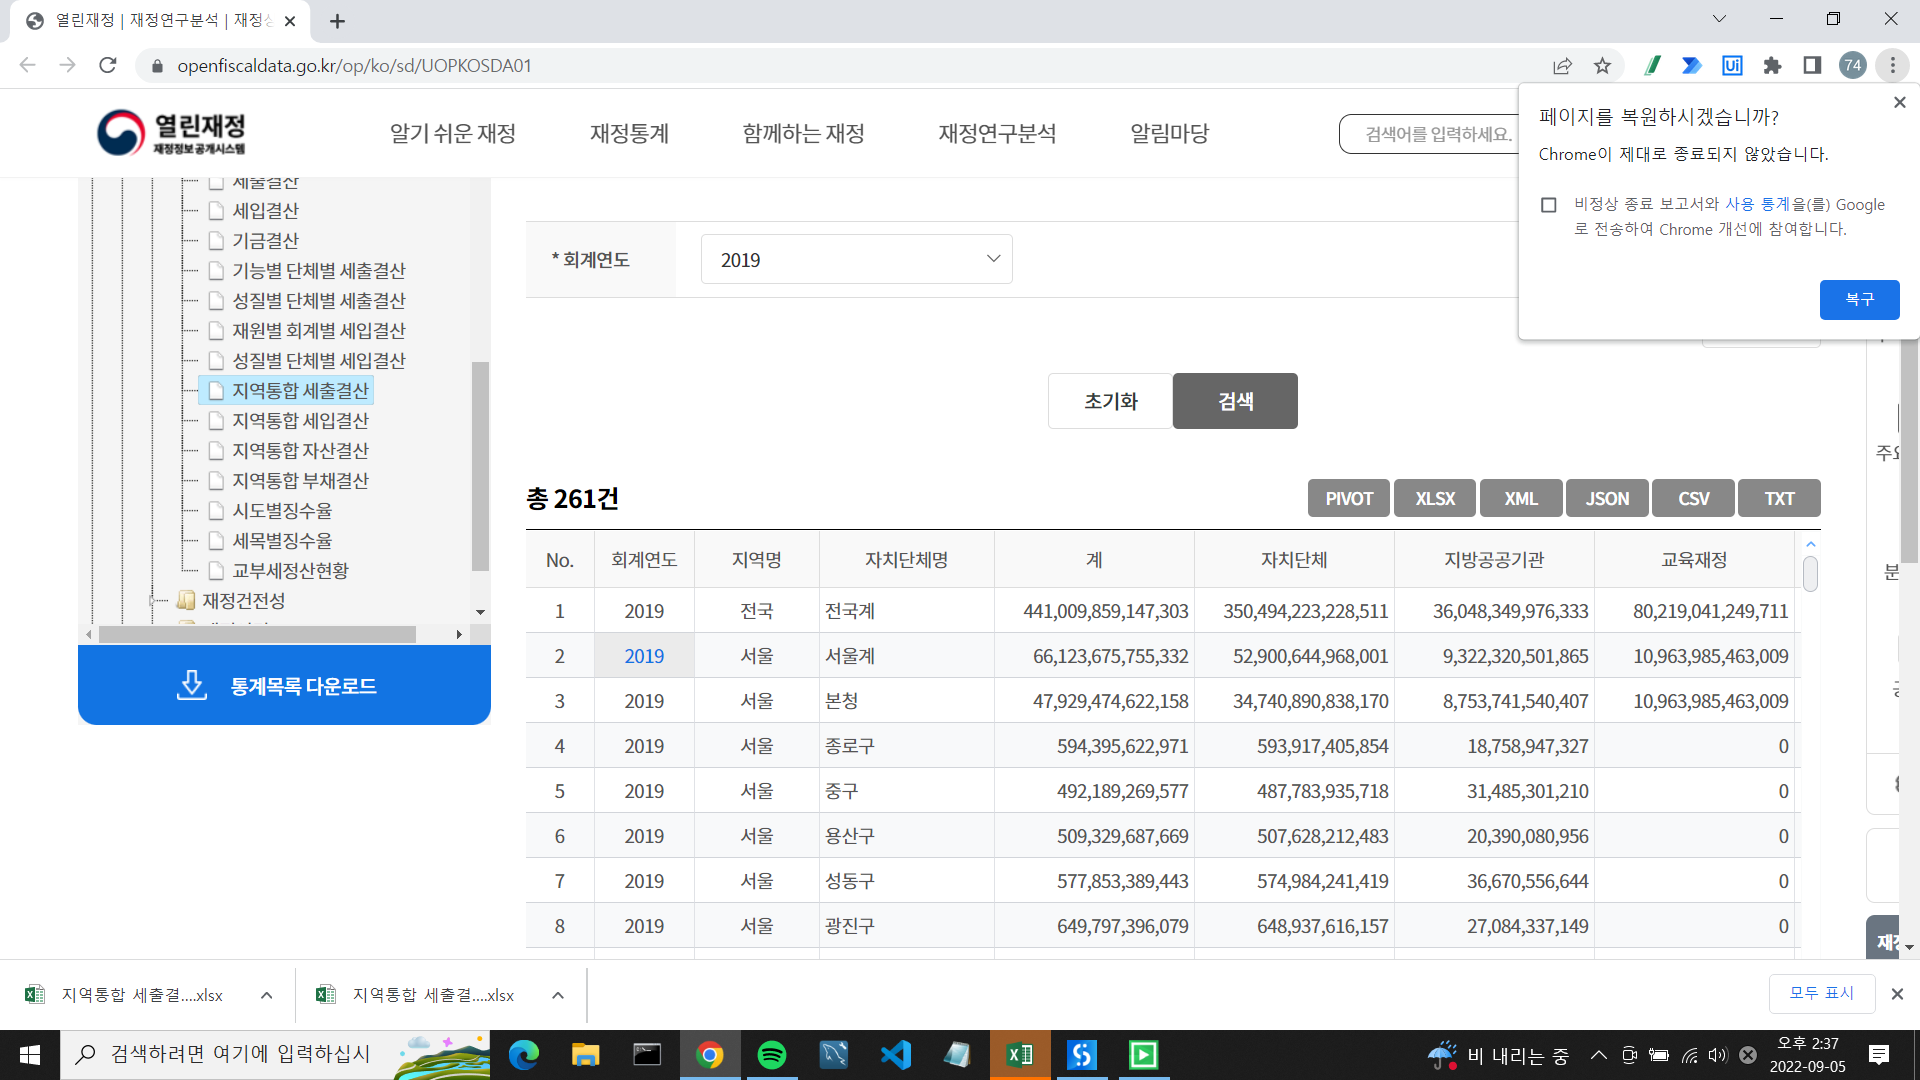 열린재정 | 재정연구분석 | 재정상
openfiscaldata.go.kr/op/ko/sd/UOPKOSDA01
Ui
74
열린재정
재정정보공개시스템
알기 쉬운 재정
재정통계
함께하는 재정
재정연구분석
알림마당
검색어를 입력하세요.
페이지를 복원하시겠습니까?
Chrome이 제대로 종료되지 않았습니다.
비정상 종료 보고서와 사용 통계을(를) Google
로 전송하여 Chrome 개선에 참여합니다.
복구
세출결산
세입결산
기금결산
기능별 단체별 세출결산
성질별 단체별 세출결산
재원별 회계별 세입결산
성질별 단체별 세입결산
지역통합 세출결산
지역통합 세입결산
지역통합 자산결산
지역통합 부채결산
시도별징수율
세목별징수율
교부세정산현황
재정건전성
통계목록 다운로드
* 회계연도
2019
초기화
검색
총 261건
PIVOT XLSX XML JSON CSV TXT
No. 회계연도 지역명 자치단체명 계 자치단체 지방공공기관 교육재정
1 2019 전국 전국계 441,009,859,147,303 350,494,223,228,511 36,048,349,976,333 80,219,041,249,711
2 2019 서울 서울계 66,123,675,755,332 52,900,644,968,001 9,322,320,501,865 10,963,985,463,009
3 2019 서울 본청 47,929,474,622,158 34,740,890,838,170 8,753,741,540,407 10,963,985,463,009
4 2019 서울 종로구 594,395,622,971 593,917,405,854 18,758,947,327 0
5 2019 서울 중구 492,189,269,577 487,783,935,718 31,485,301,210 0
6 2019 서울 용산구 509,329,687,669 507,628,212,483 20,390,080,956 0
7 2019 서울 성동구 577,853,389,443 574,984,241,419 36,670,556,644 0
8 2019 서울 광진구 649,797,396,079 648,937,616,157 27,084,337,149 0
주요
분
재정
지역통합 세출결....xlsx
지역통합 세출결....xlsx
모두 표시
검색하려면 여기에 입력하십시
비 내리는 중
오후 2:37
2022-09-05